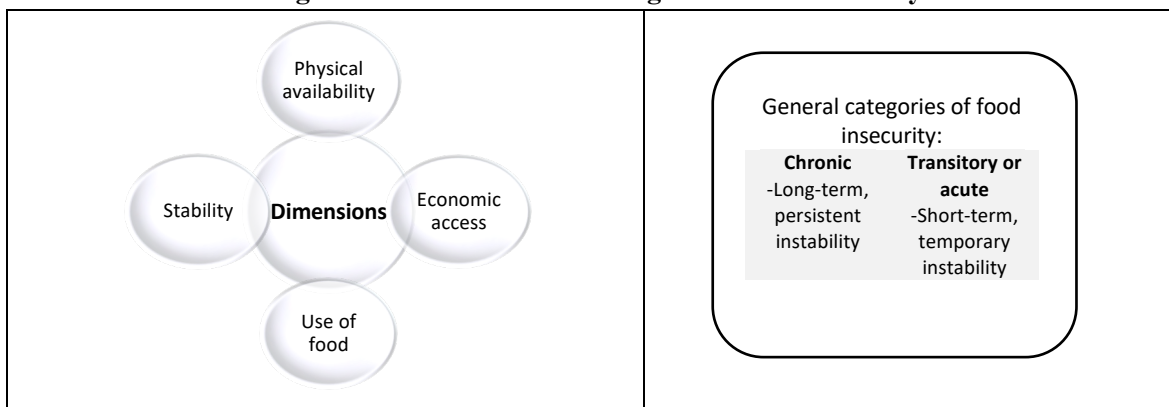 Physical
availability
Stability
Dimensions
Economic
access
Use of
food
General categories of food
insecurity:
Chronic
-Long-term,
persistent
instability
Transitory or
acute
-Short-term,
temporary
instability